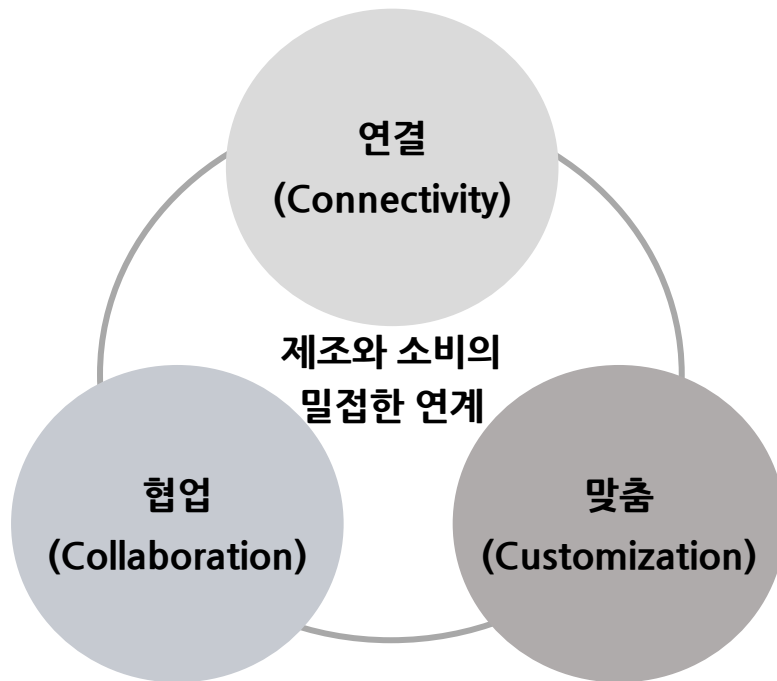 연결
(Connectivity)
제조와 소비의
밀접한 연계
협업
(Collaboration)
맞춤
(Customization)